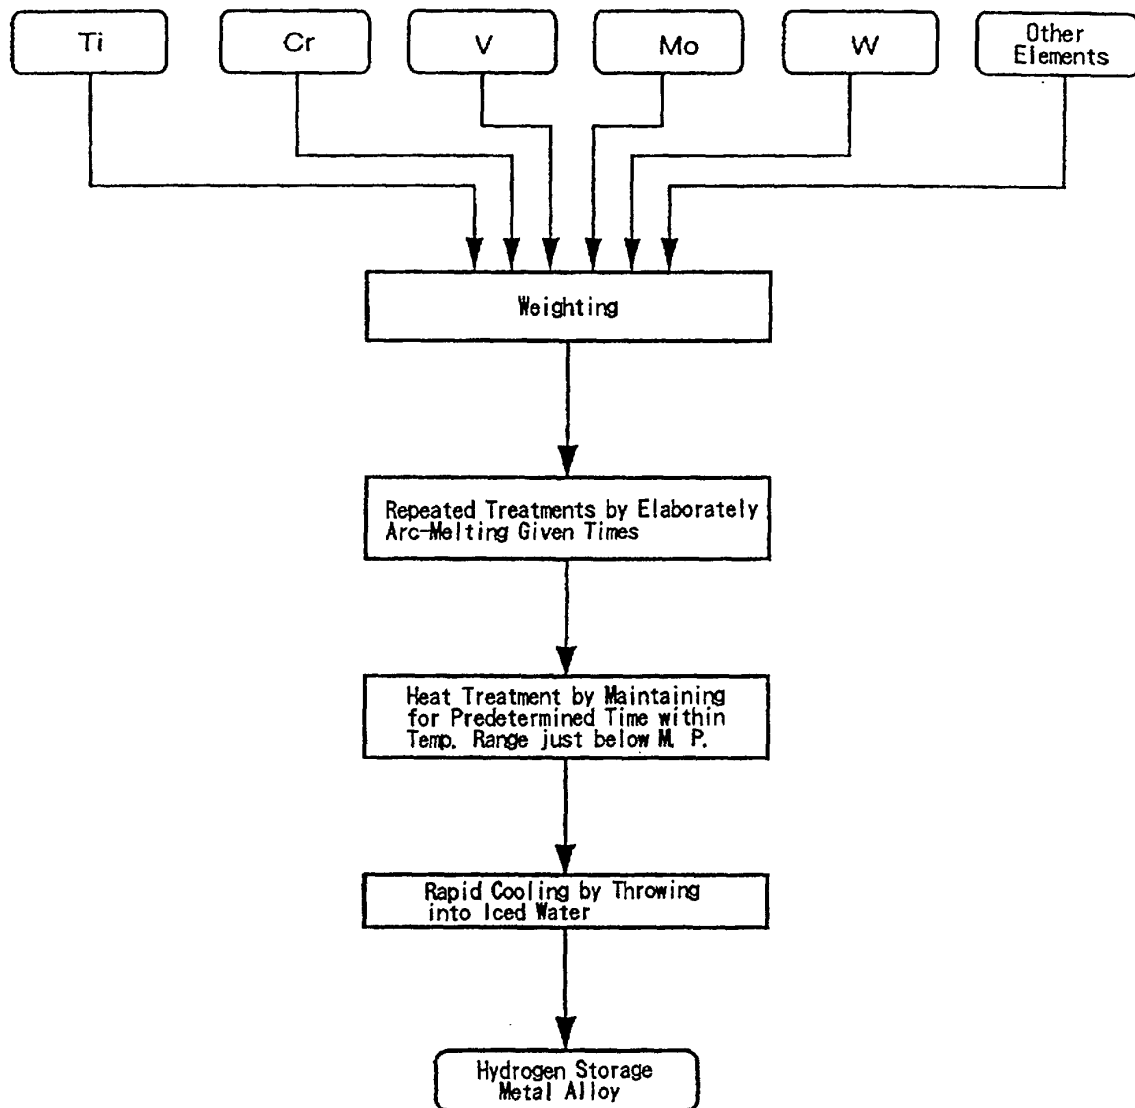 Ti
Cr
V
Mo
W
Other
Elements
Weighting
Repeated Treatments by Elaborately
Arc-Melting Given Times
Heat Treatment by Maintaining
for Predetermined Time within
Temp. Range just below M. P.
Rapid Cooling by Throwing
into Iced Water
Hydrogen Storage
Metal Alloy